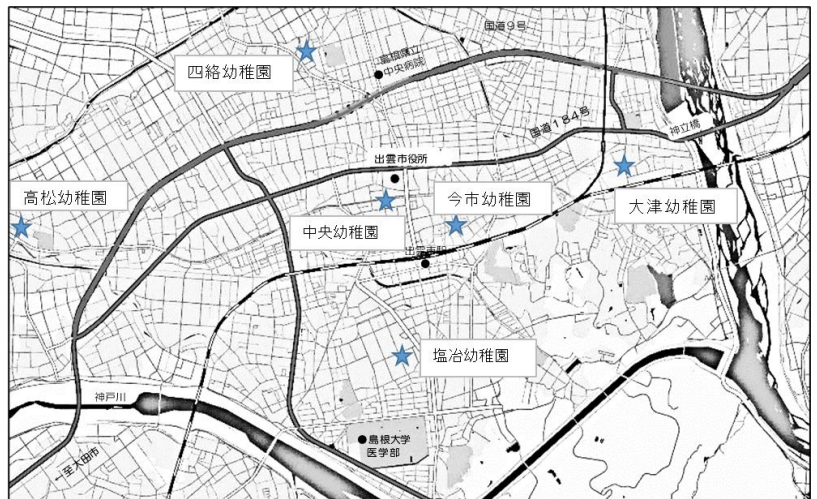 国道9号
四絡幼稚園
島根県立
中央病院
国道184号
神立橋
出雲市役所
高松幼稚園
今市幼稚園
大津幼稚園
中央幼稚園
出雲市駅
塩冶幼稚園
神戸川
島根大学
医学部
至大田市